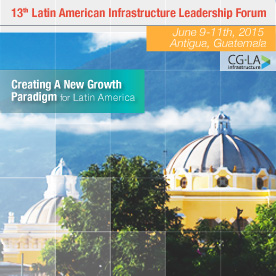 13th Latin American Infrastructure Leadership Forum
June 9-11th, 2015
Antigua, Guatemala
CG-LA
infrastructure
Creating A New Growth
Paradigm for Latin America